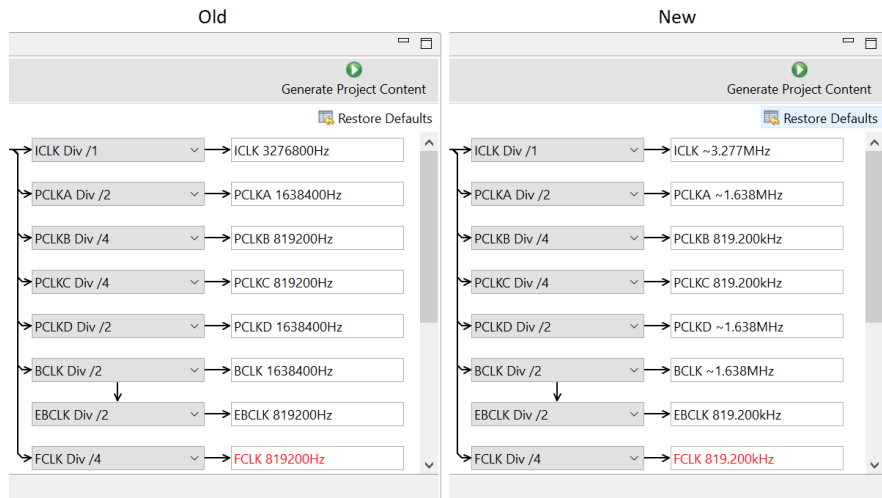 Old
Generate Project Content
Restore Defaults
ICLK Div /1
ICLK 3276800Hz
PCLKA Div /2
PCLKA 1638400Hz
PCLKB Div /4
PCLKB 819200Hz
PCLKC Div /4
PCLKC 819200Hz
PCLKD Div /2
PCLKD 1638400Hz
BCLK Div /2
BCLK 1638400Hz
EBCLK Div /2
EBCLK 819200Hz
FCLK Div /4
FCLK 819200Hz
New
Generate Project Content
Restore Defaults
ICLK Div /1
ICLK ~3.277MHz
PCLKA Div /2
PCLKA ~1.638MHz
PCLKB Div /4
PCLKB 819.200kHz
PCLKC Div /4
PCLKC 819.200kHz
PCLKD Div /2
PCLKD ~1.638MHz
BCLK Div /2
BCLK ~1.638MHz
EBCLK Div /2
EBCLK 819.200kHz
FCLK Div /4
FCLK 819.200kHz